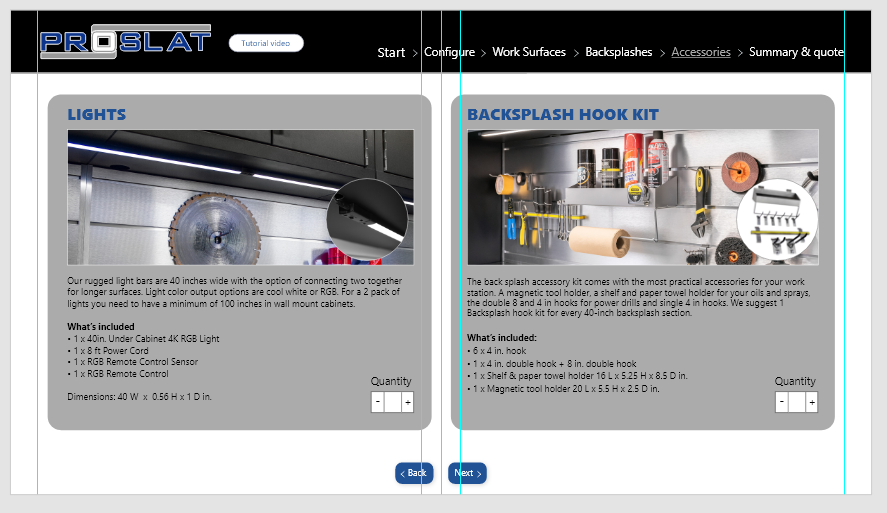 PROSLAT
Tutorial video
Start > Configure > Work Surfaces > Backsplashes > Accessories > Summary & quote
LIGHTS
Our rugged light bars are 40 inches wide with the option of connecting two together
for longer surfaces. Light color output options are cool white or RGB. For a 2 pack of
lights you need to have a minimum of 100 inches in wall mount cabinets.
What's included
• 1 x 40in. Under Cabinet 4K RGB Light
• 1 x 8 ft Power Cord
• 1 x RGB Remote Control Sensor
• 1 x RGB Remote Control
Dimensions: 40 W x 0.56 H x 1 D in.
Quantity
- +
BACKSPLASH HOOK KIT
The back splash accessory kit comes with the most practical accessories for your work
station. A magnetic tool holder, a shelf and paper towel holder for your oils and sprays,
the double 8 and 4 in hooks for power drills and single 4 in hooks. We suggest 1
Backsplash hook kit for every 40-inch backsplash section.
What's included:
• 6 x 4 in. hook
• 1 x 4 in. double hook + 8 in. double hook
• 1 x Shelf & paper towel holder 16 L x 5.25 H x 8.5 D in.
• 1 x Magnetic tool holder 20 L x 5.5 H x 2.5 D in.
Quantity
- +
< Back
Next >